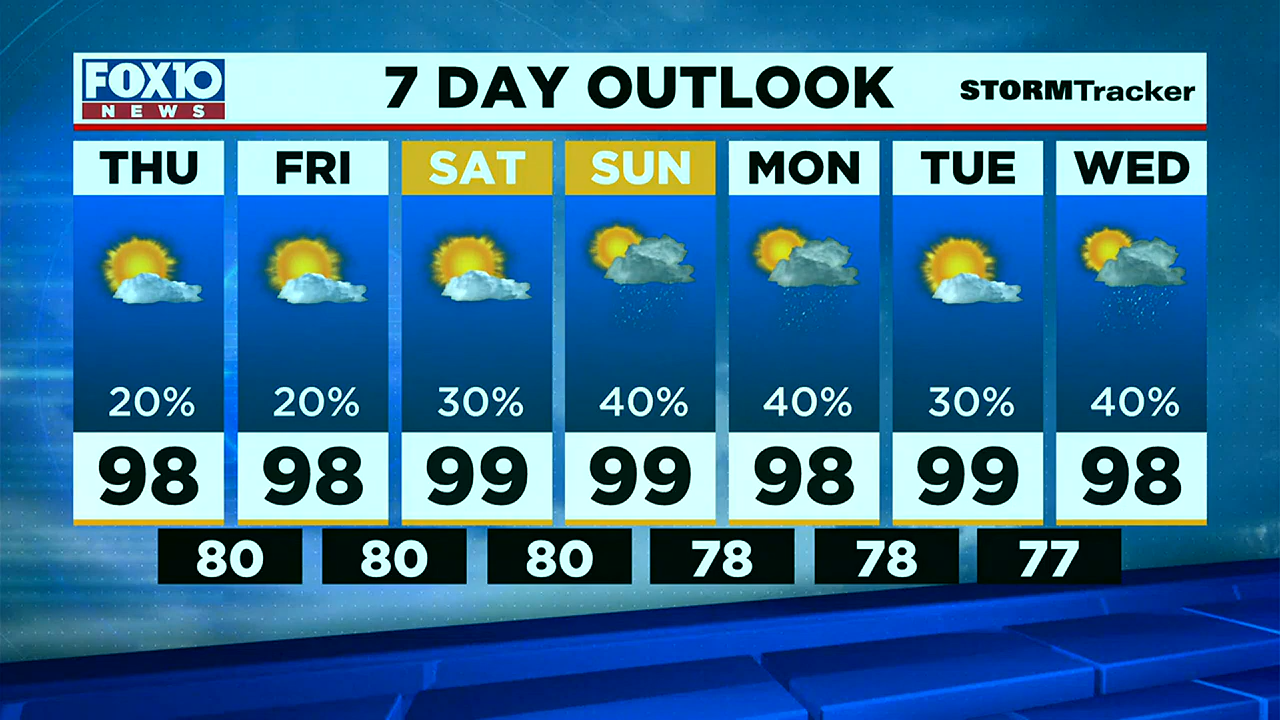 FOX10
NEWS
7 DAY OUTLOOK
STORMTracker
THU FRI SAT SUN MON TUE WED
20% 20% 30% 40% 40% 30% 40%
98 98 99 99 98 99 98
80 80 80 78 78 77